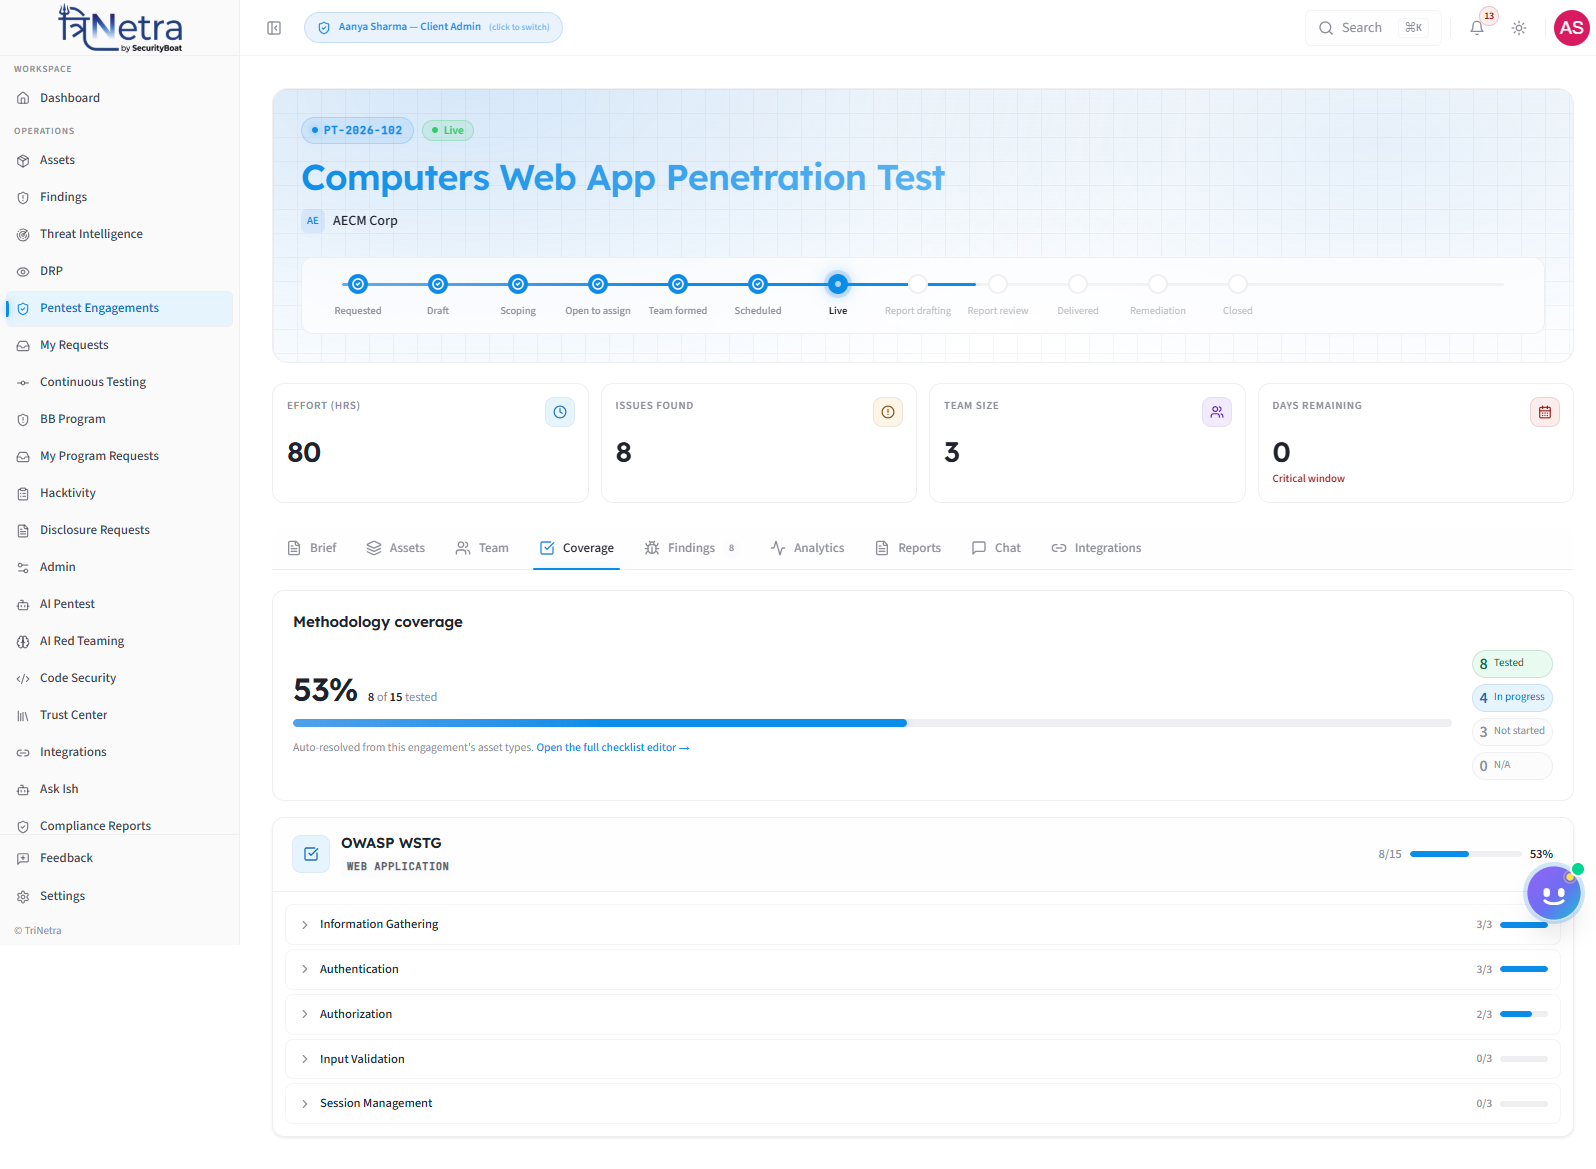 त्रिNetra
by SecurityBoat
Aanya Sharma — Client Admin (click to switch)
Search ⌘K
13
AS
WORKSPACE
Dashboard
OPERATIONS
Assets
Findings
Threat Intelligence
DRP
Pentest Engagements
My Requests
Continuous Testing
BB Program
My Program Requests
Hacktivity
Disclosure Requests
Admin
AI Pentest
AI Red Teaming
Code Security
Trust Center
Integrations
Ask Ish
Compliance Reports
Feedback
Settings
© TriNetra
PT-2026-102 Live
Computers Web App Penetration Test
AE AECM Corp
Requested Draft Scoping Open to assign Team formed Scheduled Live Report drafting Report review Delivered Remediation Closed
EFFORT (HRS)
80
ISSUES FOUND
8
TEAM SIZE
3
DAYS REMAINING
0
Critical window
Brief Assets Team Coverage Findings 8 Analytics Reports Chat Integrations
Methodology coverage
53% 8 of 15 tested
Auto-resolved from this engagement's asset types. Open the full checklist editor →
8 Tested
4 In progress
3 Not started
0 N/A
OWASP WSTG
WEB APPLICATION
8/15 53%
Information Gathering 3/3
Authentication 3/3
Authorization 2/3
Input Validation 0/3
Session Management 0/3